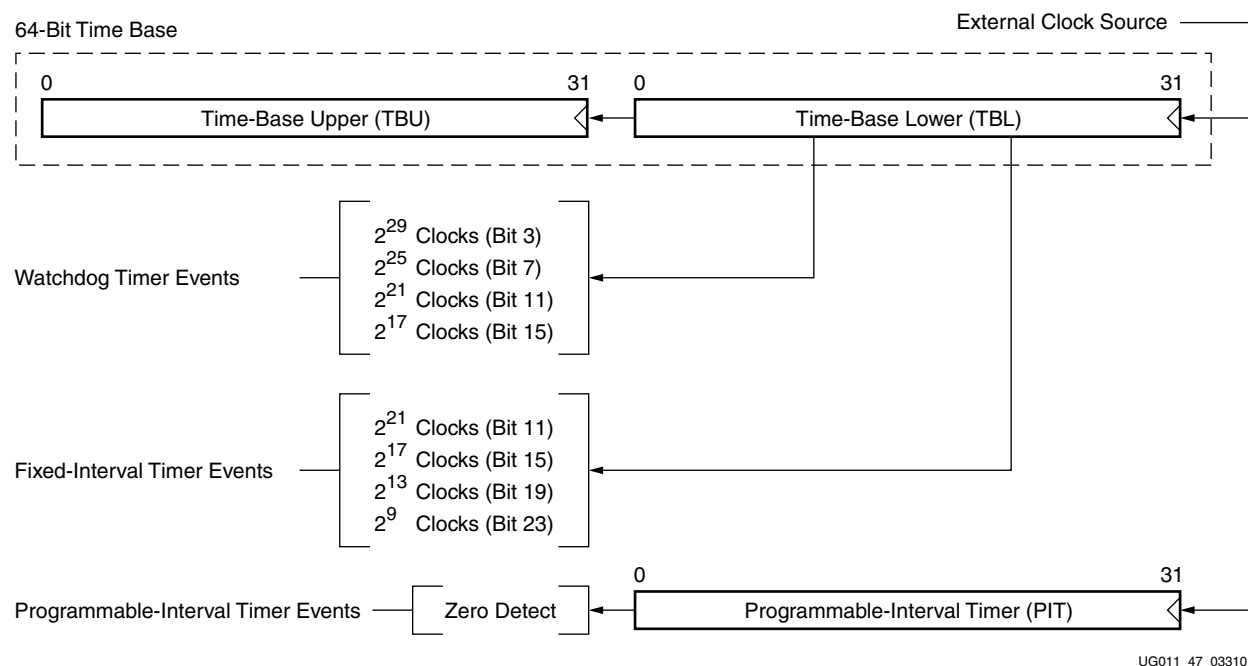 64-Bit Time Base
External Clock Source
0 31 0 31
Time-Base Upper (TBU) Time-Base Lower (TBL)
2^29 Clocks (Bit 3)
2^25 Clocks (Bit 7)
Watchdog Timer Events
2^21 Clocks (Bit 11)
2^17 Clocks (Bit 15)
2^21 Clocks (Bit 11)
2^17 Clocks (Bit 15)
Fixed-Interval Timer Events
2^13 Clocks (Bit 19)
2^9 Clocks (Bit 23)
0 31
Programmable-Interval Timer Events Zero Detect Programmable-Interval Timer (PIT)
UG011_47_03310